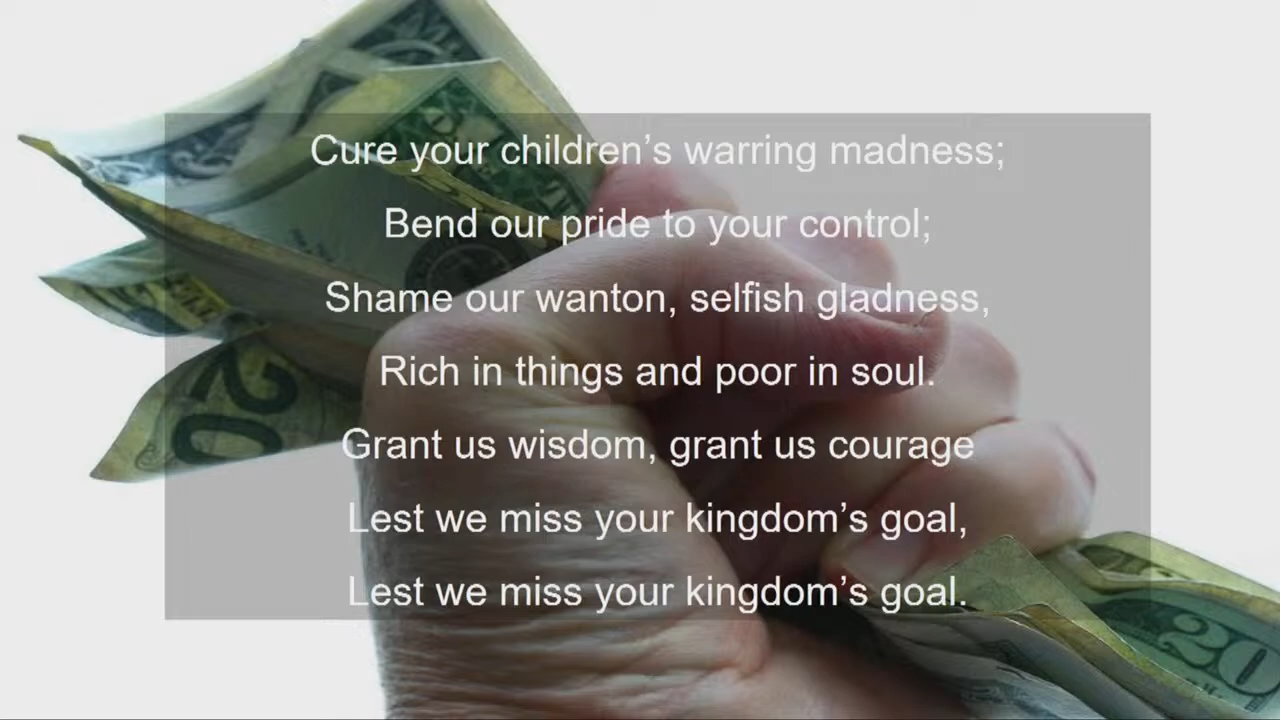 Cure your children’s warring madness;
Bend our pride to your control;
Shame our wanton, selfish gladness,
Rich in things and poor in soul.
Grant us wisdom, grant us courage
Lest we miss your kingdom’s goal,
Lest we miss your kingdom’s goal.
20
20